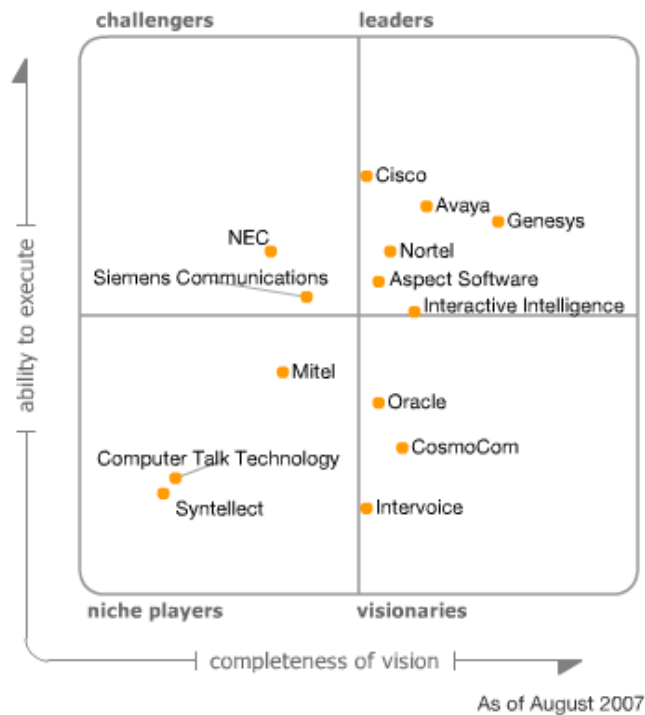 challengers
leaders
Cisco
Avaya
Genesys
NEC
Nortel
Siemens Communications
Aspect Software
Interactive Intelligence
ability to execute
Mitel
Oracle
CosmoCom
Computer Talk Technology
Syntellect
Intervoice
niche players
visionaries
completeness of vision
As of August 2007